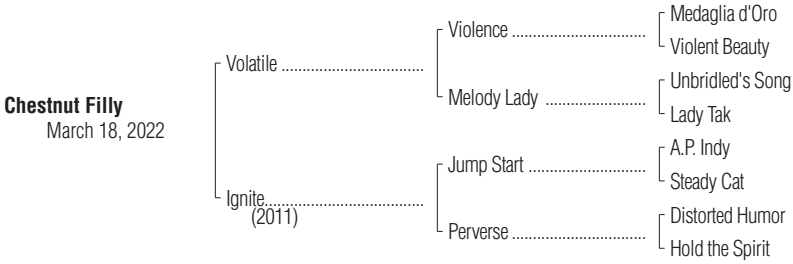 Chestnut Filly
March 18, 2022
Volatile ..................................
Ignite......................................
(2011)
Violence ................................
Melody Lady ........................
Jump Start ............................
Perverse ................................
Medaglia d'Oro
Violent Beauty
Unbridled's Song
Lady Tak
A.P. Indy
Steady Cat
Distorted Humor
Hold the Spirit